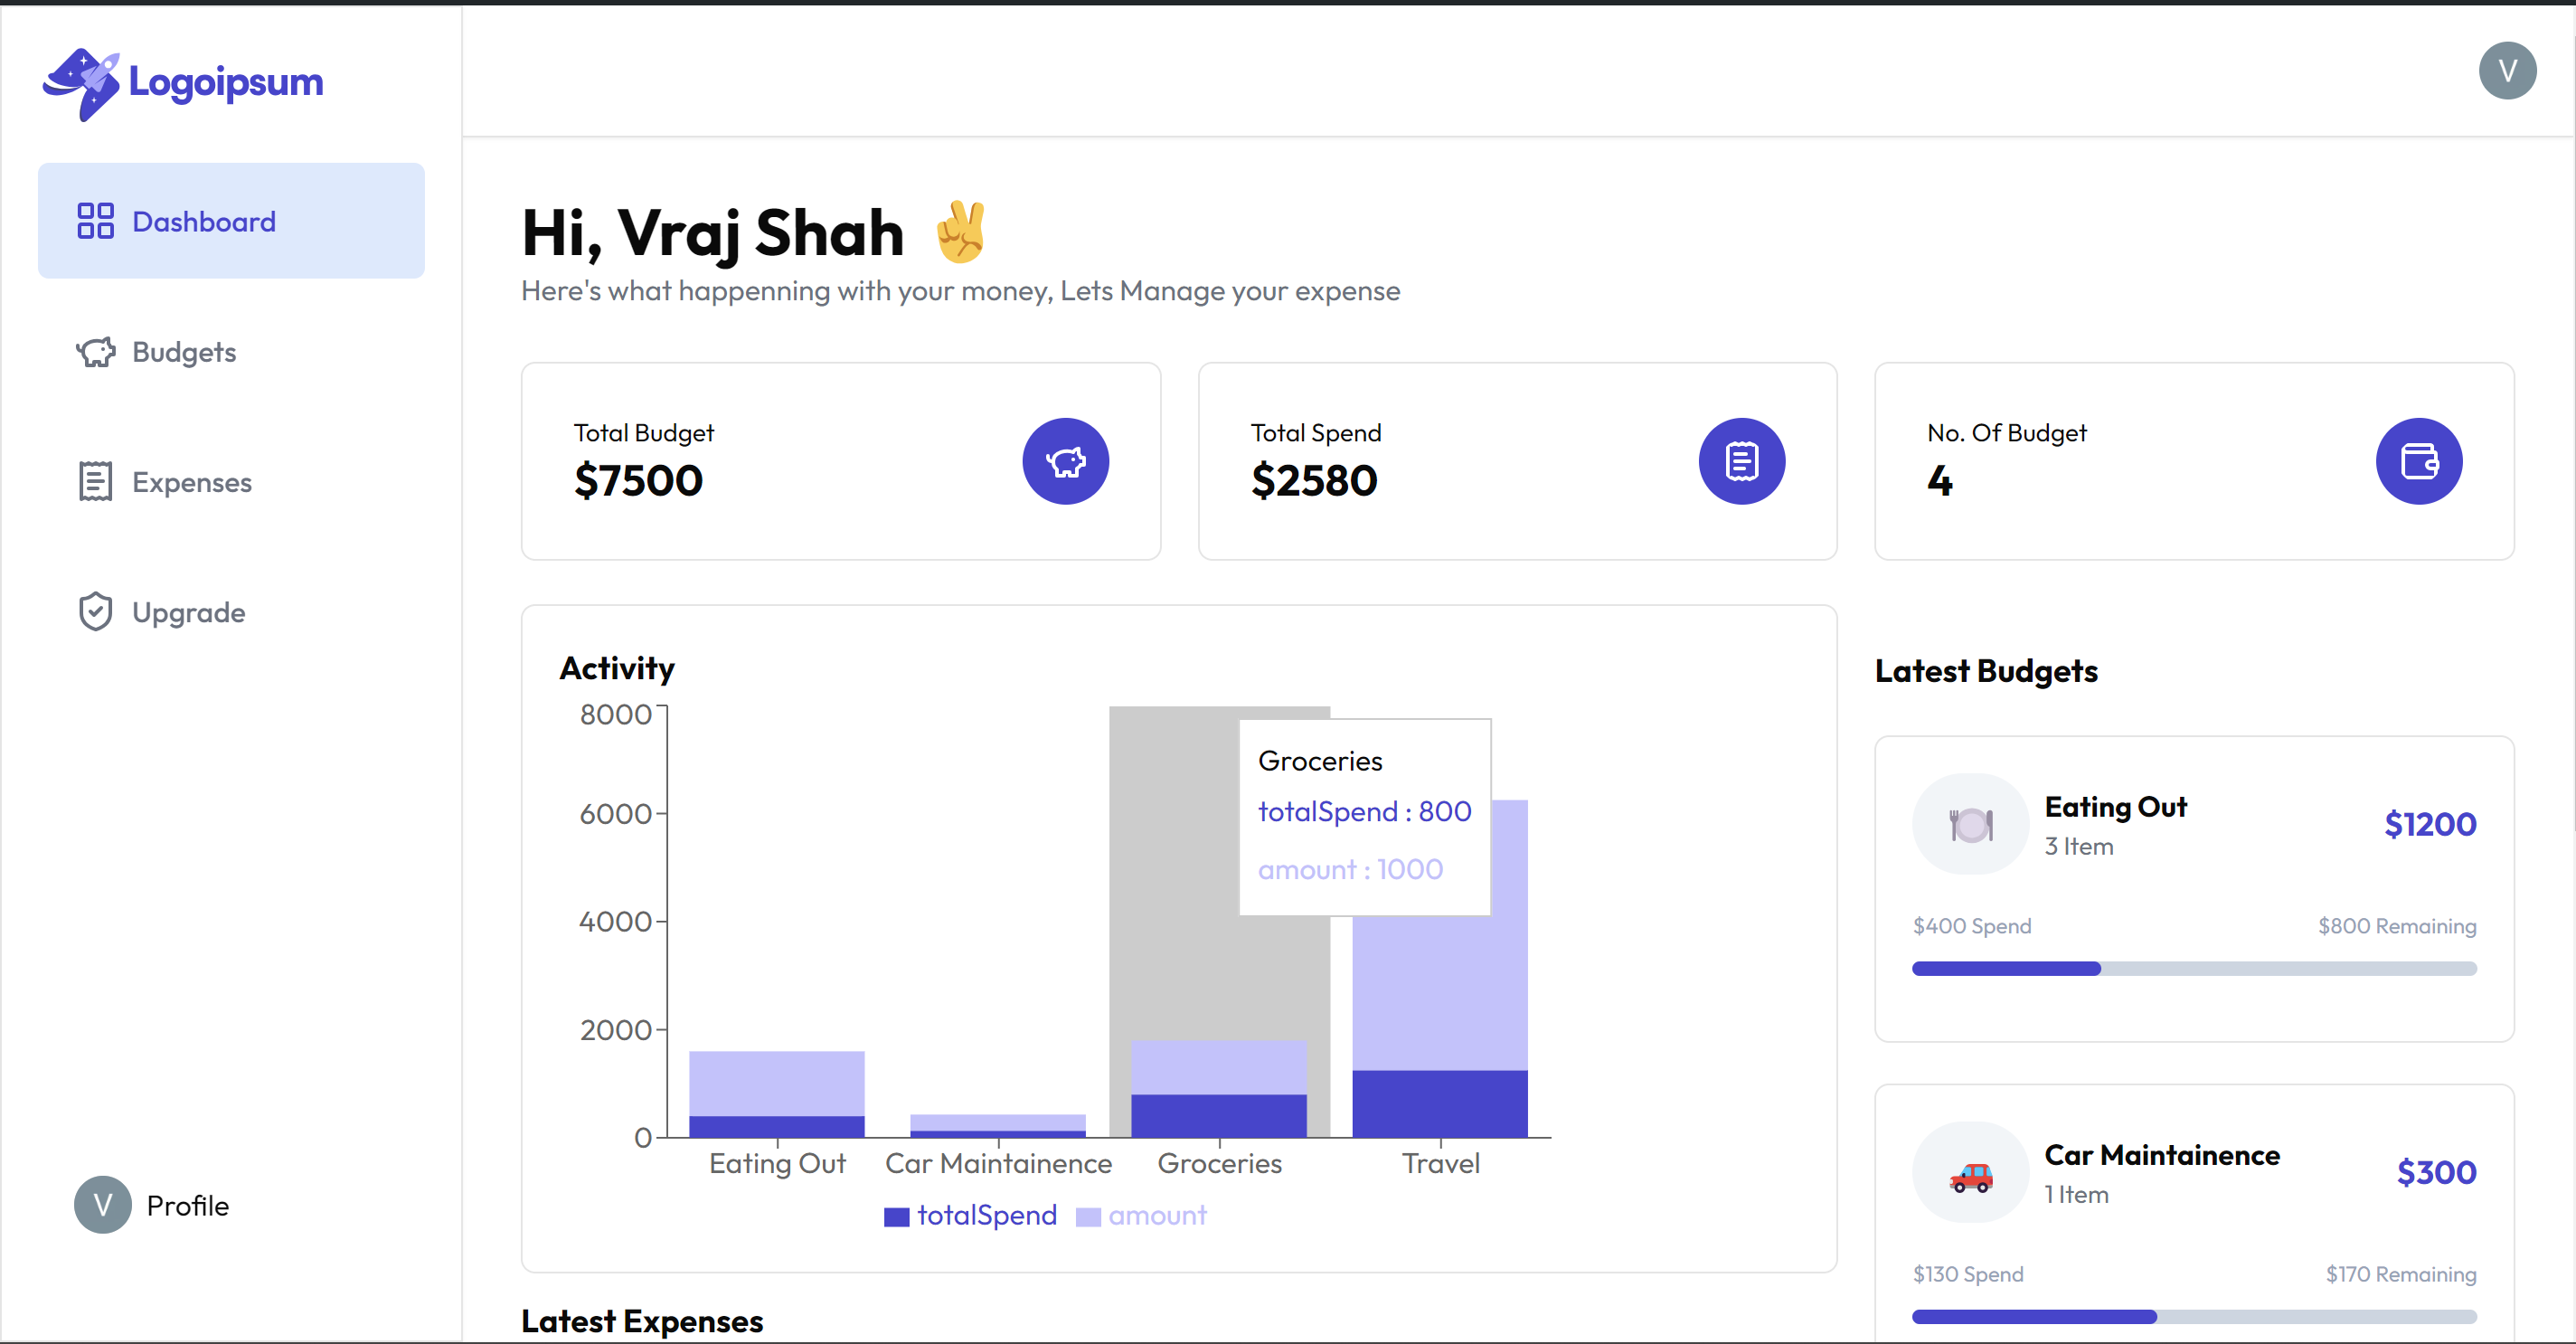 Logoipsum
V
Dashboard
Budgets
Expenses
Upgrade
V Profile
Hi, Vraj Shah ✌️
Here's what happenning with your money, Lets Manage your expense
Total Budget
$7500
Total Spend
$2580
No. Of Budget
4
Activity
8000
6000
4000
2000
0
Groceries
totalSpend : 800
amount : 1000
Eating Out Car Maintainence Groceries Travel
totalSpend amount
Latest Expenses
Latest Budgets
Eating Out
3 Item
$1200
$400 Spend $800 Remaining
Car Maintainence
1 Item
$300
$130 Spend $170 Remaining